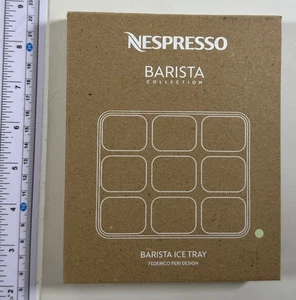 NESPRESSO
BARISTA
COLLECTION
BARISTA ICE TRAY
FEDERICO PERI DESIGN